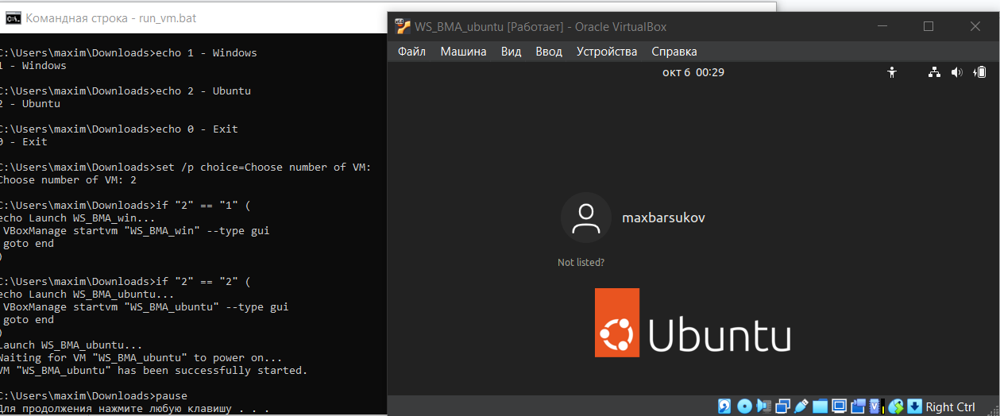 Командная строка - run_vm.bat
C:\Users\maxim\Downloads>echo 1 - Windows
1 - Windows
C:\Users\maxim\Downloads>echo 2 - Ubuntu
2 - Ubuntu
C:\Users\maxim\Downloads>echo 0 - Exit
0 - Exit
C:\Users\maxim\Downloads>set /p choice=Choose number of VM:
Choose number of VM: 2
C:\Users\maxim\Downloads>if "2" == "1" (
echo Launch WS_BMA_win...
VBoxManage startvm "WS_BMA_win" --type gui
goto end
)
C:\Users\maxim\Downloads>if "2" == "2" (
echo Launch WS_BMA_ubuntu...
VBoxManage startvm "WS_BMA_ubuntu" --type gui
goto end
)
Launch WS_BMA_ubuntu...
Waiting for VM "WS_BMA_ubuntu" to power on...
VM "WS_BMA_ubuntu" has been successfully started.
C:\Users\maxim\Downloads>pause
Для продолжения нажмите любую клавишу . . .
WS_BMA_ubuntu [Работает] - Oracle VirtualBox
Файл Машина Вид Ввод Устройства Справка
окт 6 00:29
maxbarsukov
Not listed?
Ubuntu
Right Ctrl